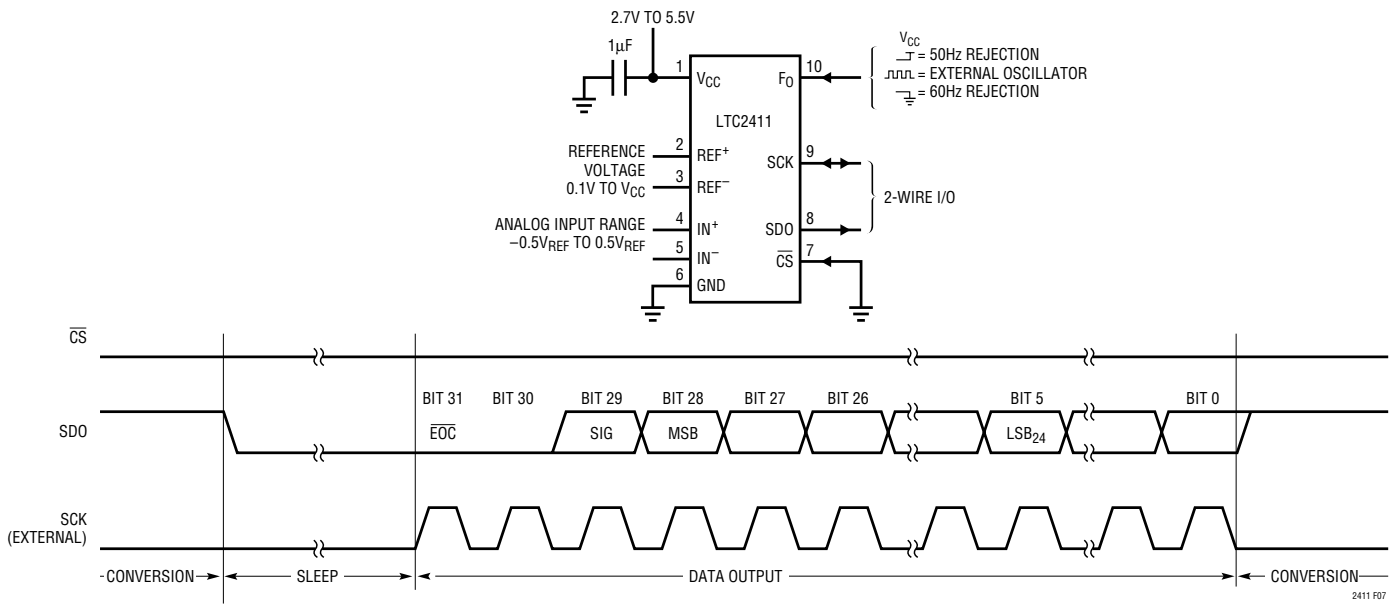 2.7V TO 5.5V
1µF
1
VCC
LTC2411
FO
10
VCC
= 50Hz REJECTION
= EXTERNAL OSCILLATOR
= 60Hz REJECTION
REFERENCE
VOLTAGE
0.1V TO VCC
2
REF+
3
REF–
SCK
9
2-WIRE I/O
ANALOG INPUT RANGE
–0.5VREF TO 0.5VREF
4
IN+
5
IN–
6
GND
SDO
8
CS
7
CS
BIT 31
BIT 30
BIT 29
BIT 28
BIT 27
BIT 26
BIT 5
BIT 0
SDO
EOC
SIG
MSB
LSB24
SCK
(EXTERNAL)
CONVERSION
SLEEP
DATA OUTPUT
CONVERSION
2411 F07